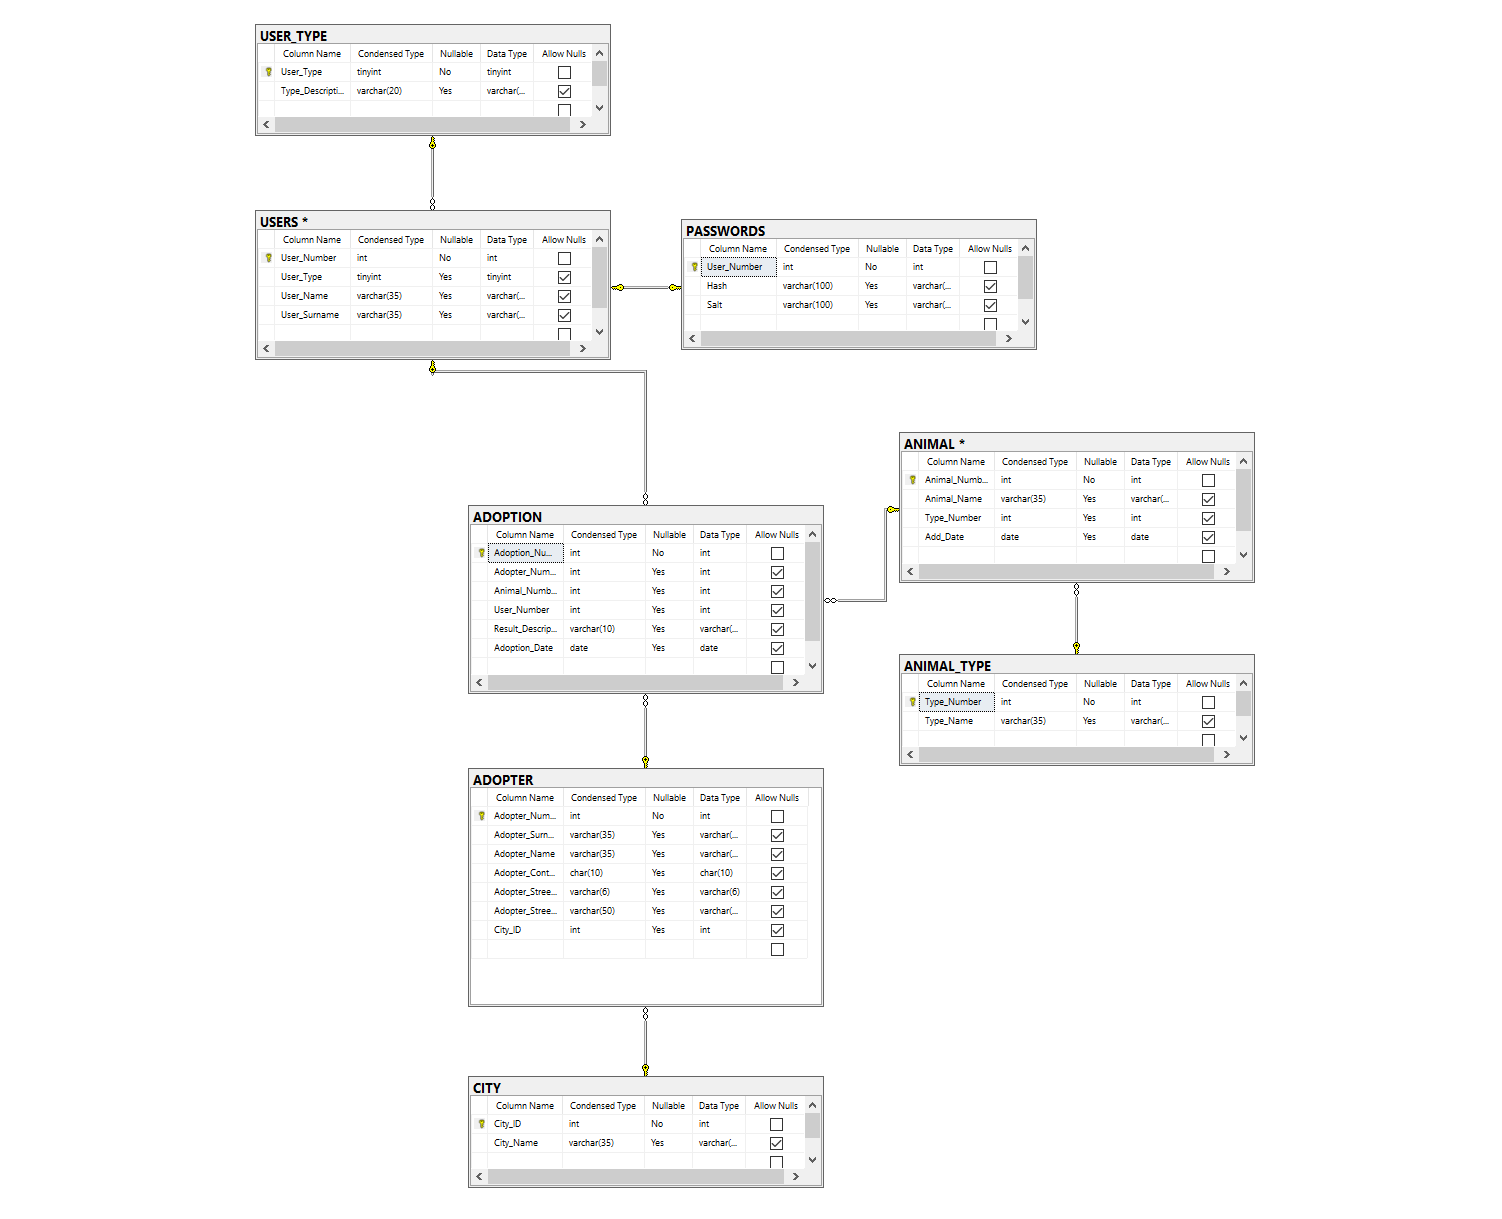 USER_TYPE
Column Name Condensed Type Nullable Data Type Allow Nulls
User_Type tinyint No tinyint
Type_Descripti... varchar(20) Yes varchar(...
USERS *
Column Name Condensed Type Nullable Data Type Allow Nulls
User_Number int No int
User_Type tinyint Yes tinyint
User_Name varchar(35) Yes varchar(...
User_Surname varchar(35) Yes varchar(...
PASSWORDS
Column Name Condensed Type Nullable Data Type Allow Nulls
User_Number int No int
Hash varchar(100) Yes varchar(...
Salt varchar(100) Yes varchar(...
ANIMAL *
Column Name Condensed Type Nullable Data Type Allow Nulls
Animal_Numb... int No int
Animal_Name varchar(35) Yes varchar(...
Type_Number int Yes int
Add_Date date Yes date
ADOPTION
Column Name Condensed Type Nullable Data Type Allow Nulls
Adoption_Nu... int No int
Adopter_Num... int Yes int
Animal_Numb... int Yes int
User_Number int Yes int
Result_Descrip... varchar(10) Yes varchar(...
Adoption_Date date Yes date
ANIMAL_TYPE
Column Name Condensed Type Nullable Data Type Allow Nulls
Type_Number int No int
Type_Name varchar(35) Yes varchar(...
ADOPTER
Column Name Condensed Type Nullable Data Type Allow Nulls
Adopter_Num... int No int
Adopter_Surn... varchar(35) Yes varchar(...
Adopter_Name varchar(35) Yes varchar(...
Adopter_Cont... char(10) Yes char(10)
Adopter_Stree... varchar(6) Yes varchar(6)
Adopter_Stree... varchar(50) Yes varchar(...
City_ID int Yes int
CITY
Column Name Condensed Type Nullable Data Type Allow Nulls
City_ID int No int
City_Name varchar(35) Yes varchar(...